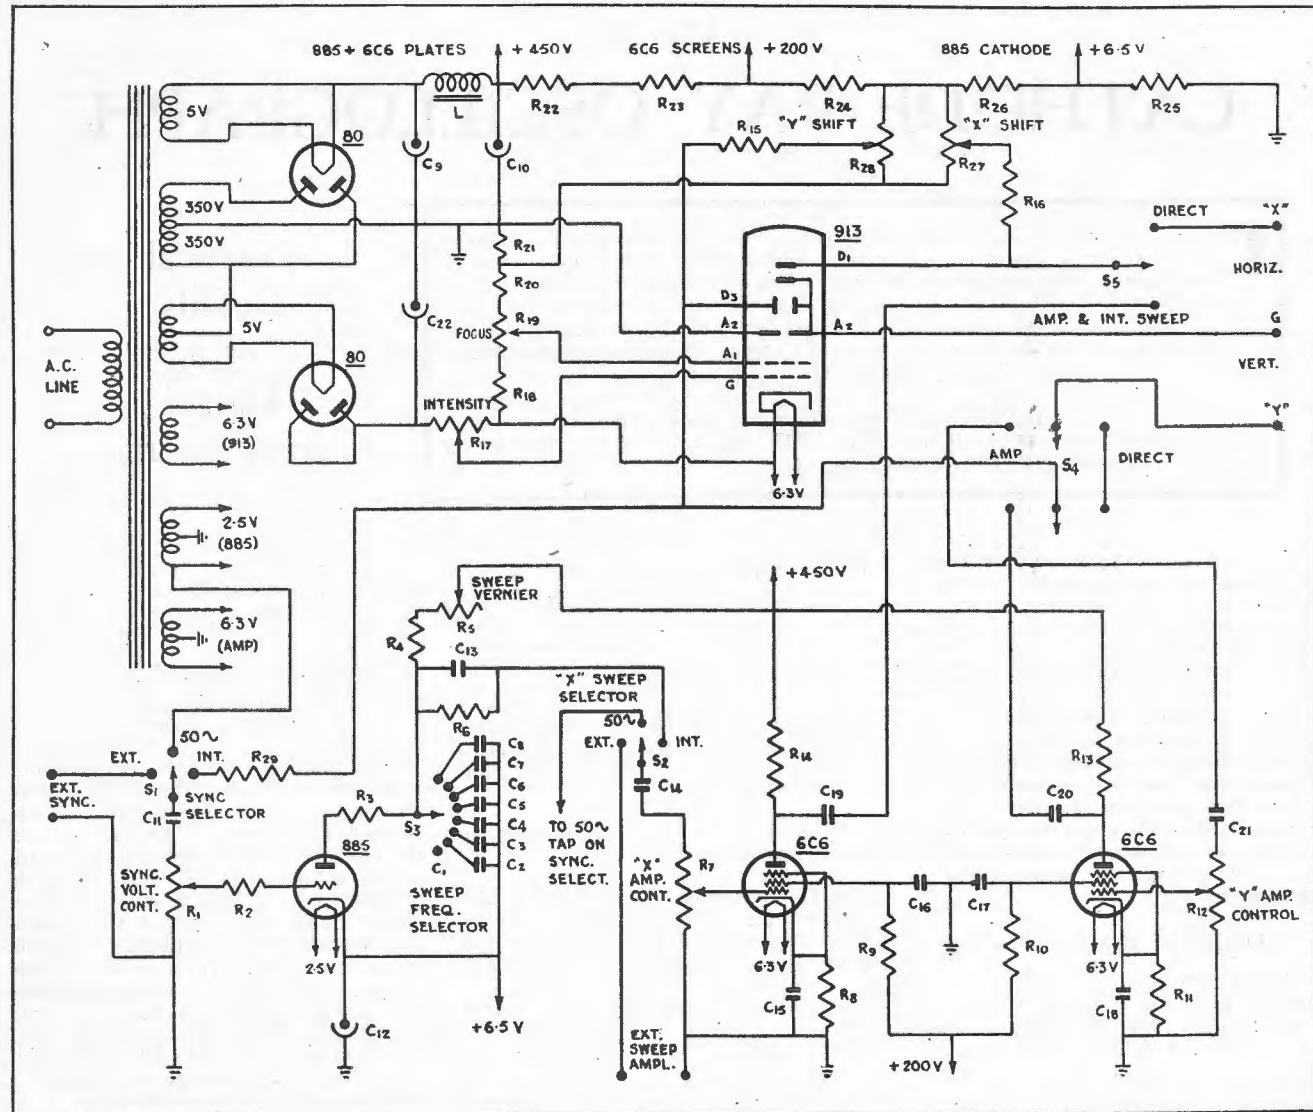 885 + 6C6 PLATES
+ 450 V
6C6 SCREENS
+ 200 V
885 CATHODE
+ 6·5 V
5V
80
L
R22
R23
R24
R26
R25
R15
"Y" SHIFT
"X" SHIFT
C9
C10
R28
R27
350V
350V
R16
R21
913
DIRECT
"X"
D1
S5
HORIZ.
R20
5V
C22
R19
FOCUS
D3
A2
A2
AMP. & INT. SWEEP
G
A.C.
LINE
80
A1
VERT.
R18
G
INTENSITY
R17
6·3V
(913)
"Y"
AMP
S4
DIRECT
6·3V
2·5V
(885)
+450V
SWEEP
VERNIER
6·3V
(AMP)
R5
R4
C13
"X" SWEEP
SELECTOR
R6
50~
50~
EXT.
INT.
R29
EXT.
INT.
S2
R14
R13
EXT.
SYNC.
S1
SYNC
SELECTOR
C11
R3
S3
C8
C7
C6
C5
C4
C3
C2
C1
C14
TO 50~
TAP ON
SYNC.
SELECT.
C19
C20
C21
885
6C6
6C6
SYNC.
VOLT.
CONT.
R1
R2
SWEEP
FREQ.
SELECTOR
"X"
AMP.
CONT.
R7
C16
C17
R12
"Y" AMP.
CONTROL
2·5V
6·3V
R9
R10
6·3V
C15
R8
C18
R11
C12
+6·5 V
EXT.
SWEEP
AMPL.
+200V